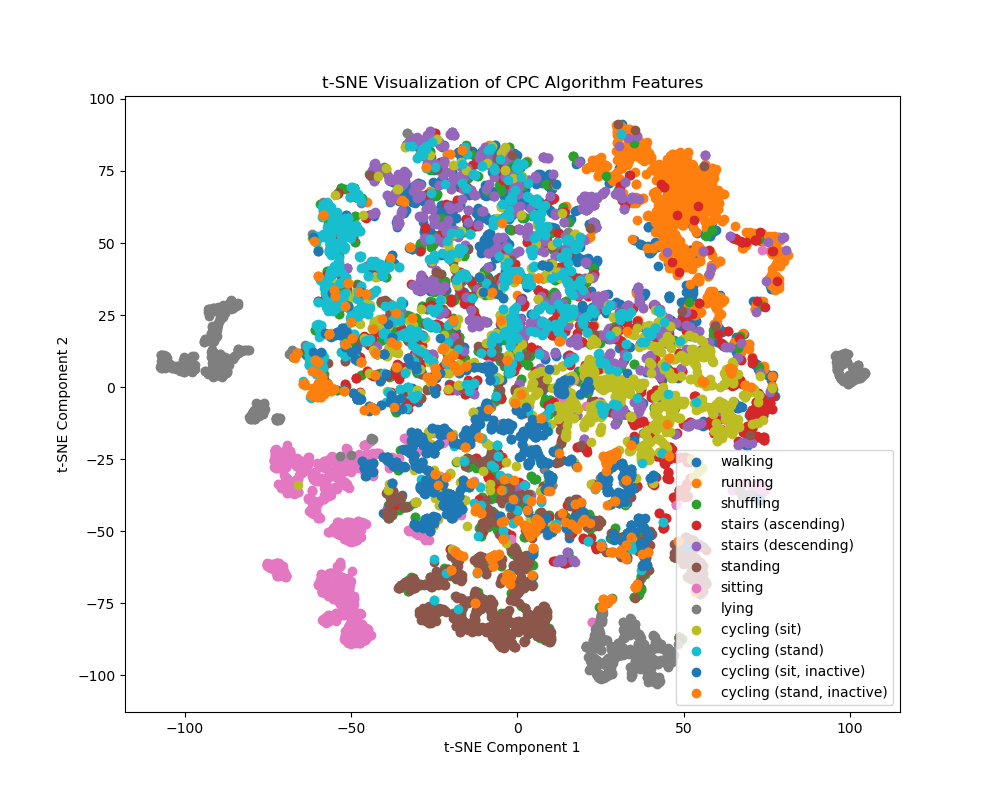 t-SNE Visualization of CPC Algorithm Features
100
75
50
25
0
−25
−50
−75
−100
t-SNE Component 2
walking
running
shuffling
stairs (ascending)
stairs (descending)
standing
sitting
lying
cycling (sit)
cycling (stand)
cycling (sit, inactive)
cycling (stand, inactive)
−100
−50
0
50
100
t-SNE Component 1